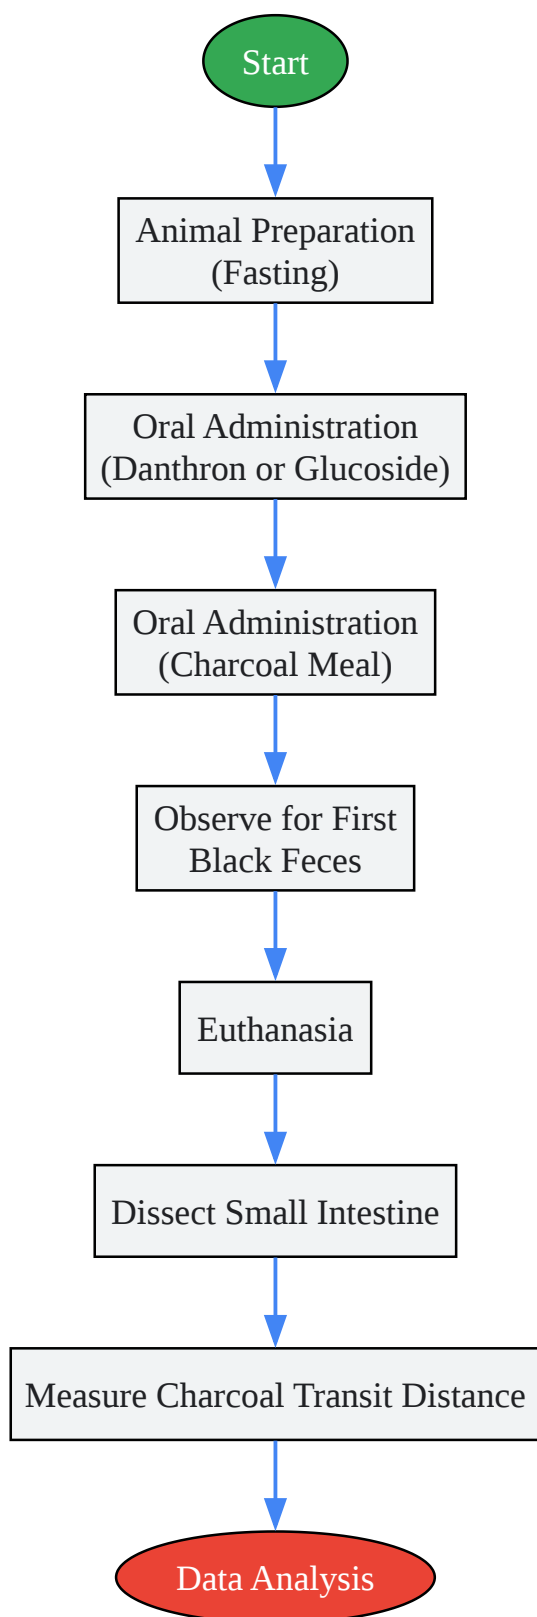 Start
Animal Preparation
(Fasting)
Oral Administration
(Danthron or Glucoside)
Oral Administration
(Charcoal Meal)
Observe for First
Black Feces
Euthanasia
Dissect Small Intestine
Measure Charcoal Transit Distance
Data Analysis